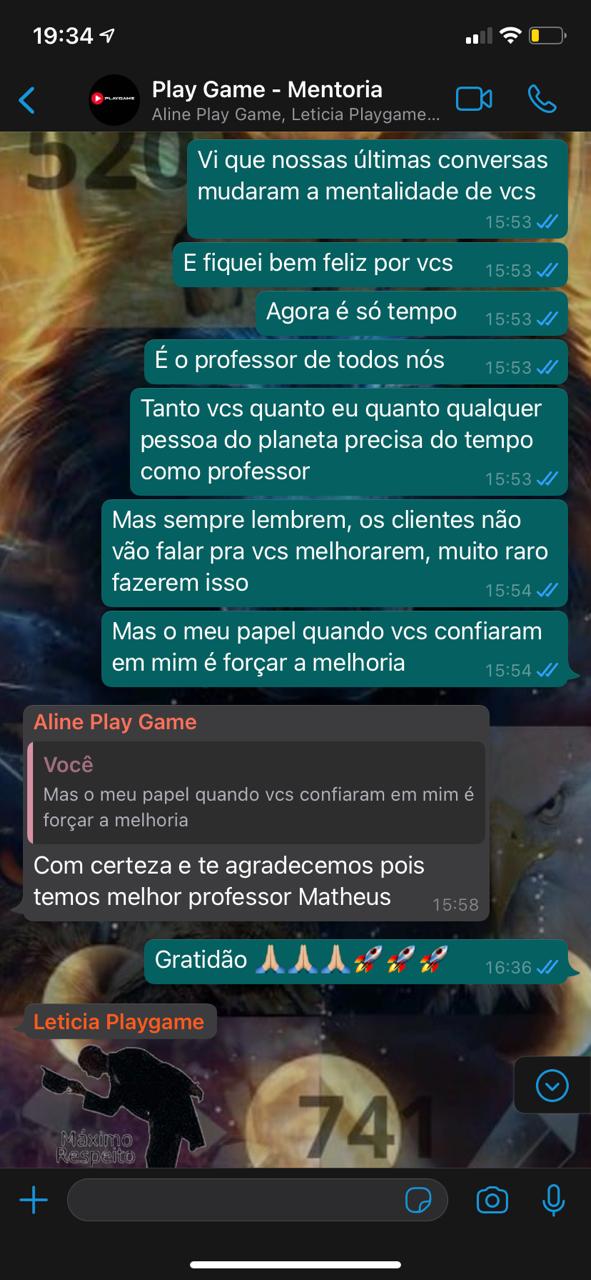 19:34
Play Game - Mentoria
Aline Play Game, Leticia Playgame...
520
Vi que nossas últimas conversas
mudaram a mentalidade de vcs
15:53
E fiquei bem feliz por vcs
15:53
Agora é só tempo
15:53
É o professor de todos nós
15:53
Tanto vcs quanto eu quanto qualquer
pessoa do planeta precisa do tempo
como professor
15:53
Mas sempre lembrem, os clientes não
vão falar pra vcs melhorarem, muito raro
fazerem isso
15:54
Mas o meu papel quando vcs confiaram
em mim é forçar a melhoria
15:54
Aline Play Game
Você
Mas o meu papel quando vcs confiaram em mim é
forçar a melhoria
Com certeza e te agradecemos pois
temos melhor professor Matheus
15:58
Gratidão 🙏🏼🙏🏼🙏🏼🚀🚀🚀
16:36
Leticia Playgame
Máximo
Respeito
741